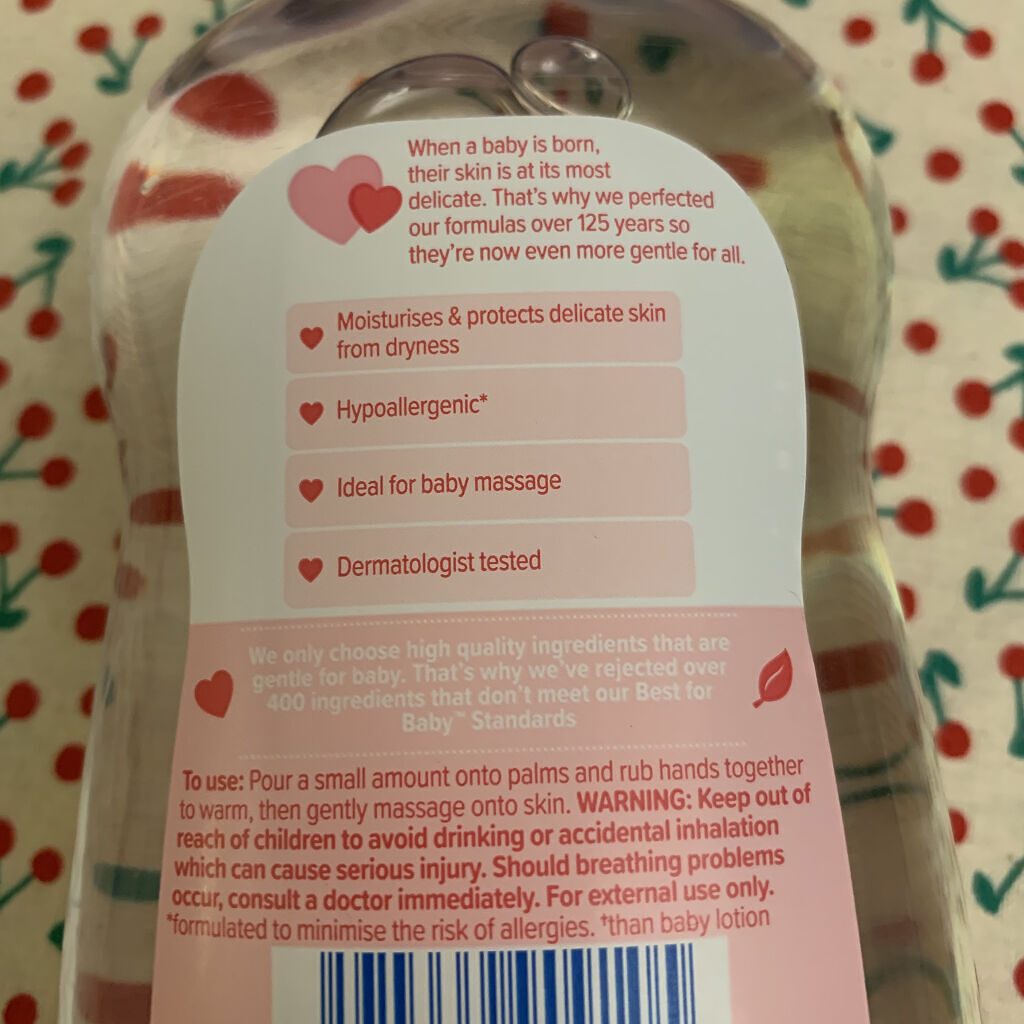 When a baby is born,
their skin is at its most
delicate. That's why we perfected
our formulas over 125 years so
they're now even more gentle for all.
Moisturises & protects delicate skin
from dryness
Hypoallergenic*
Ideal for baby massage
Dermatologist tested
We only choose high quality ingredients that are
gentle for baby. That's why we've rejected over
400 ingredients that don't meet our Best for
Baby™ Standards
To use: Pour a small amount onto palms and rub hands together
to warm, then gently massage onto skin. WARNING: Keep out of
reach of children to avoid drinking or accidental inhalation
which can cause serious injury. Should breathing problems
occur, consult a doctor immediately. For external use only.
*formulated to minimise the risk of allergies. †than baby lotion